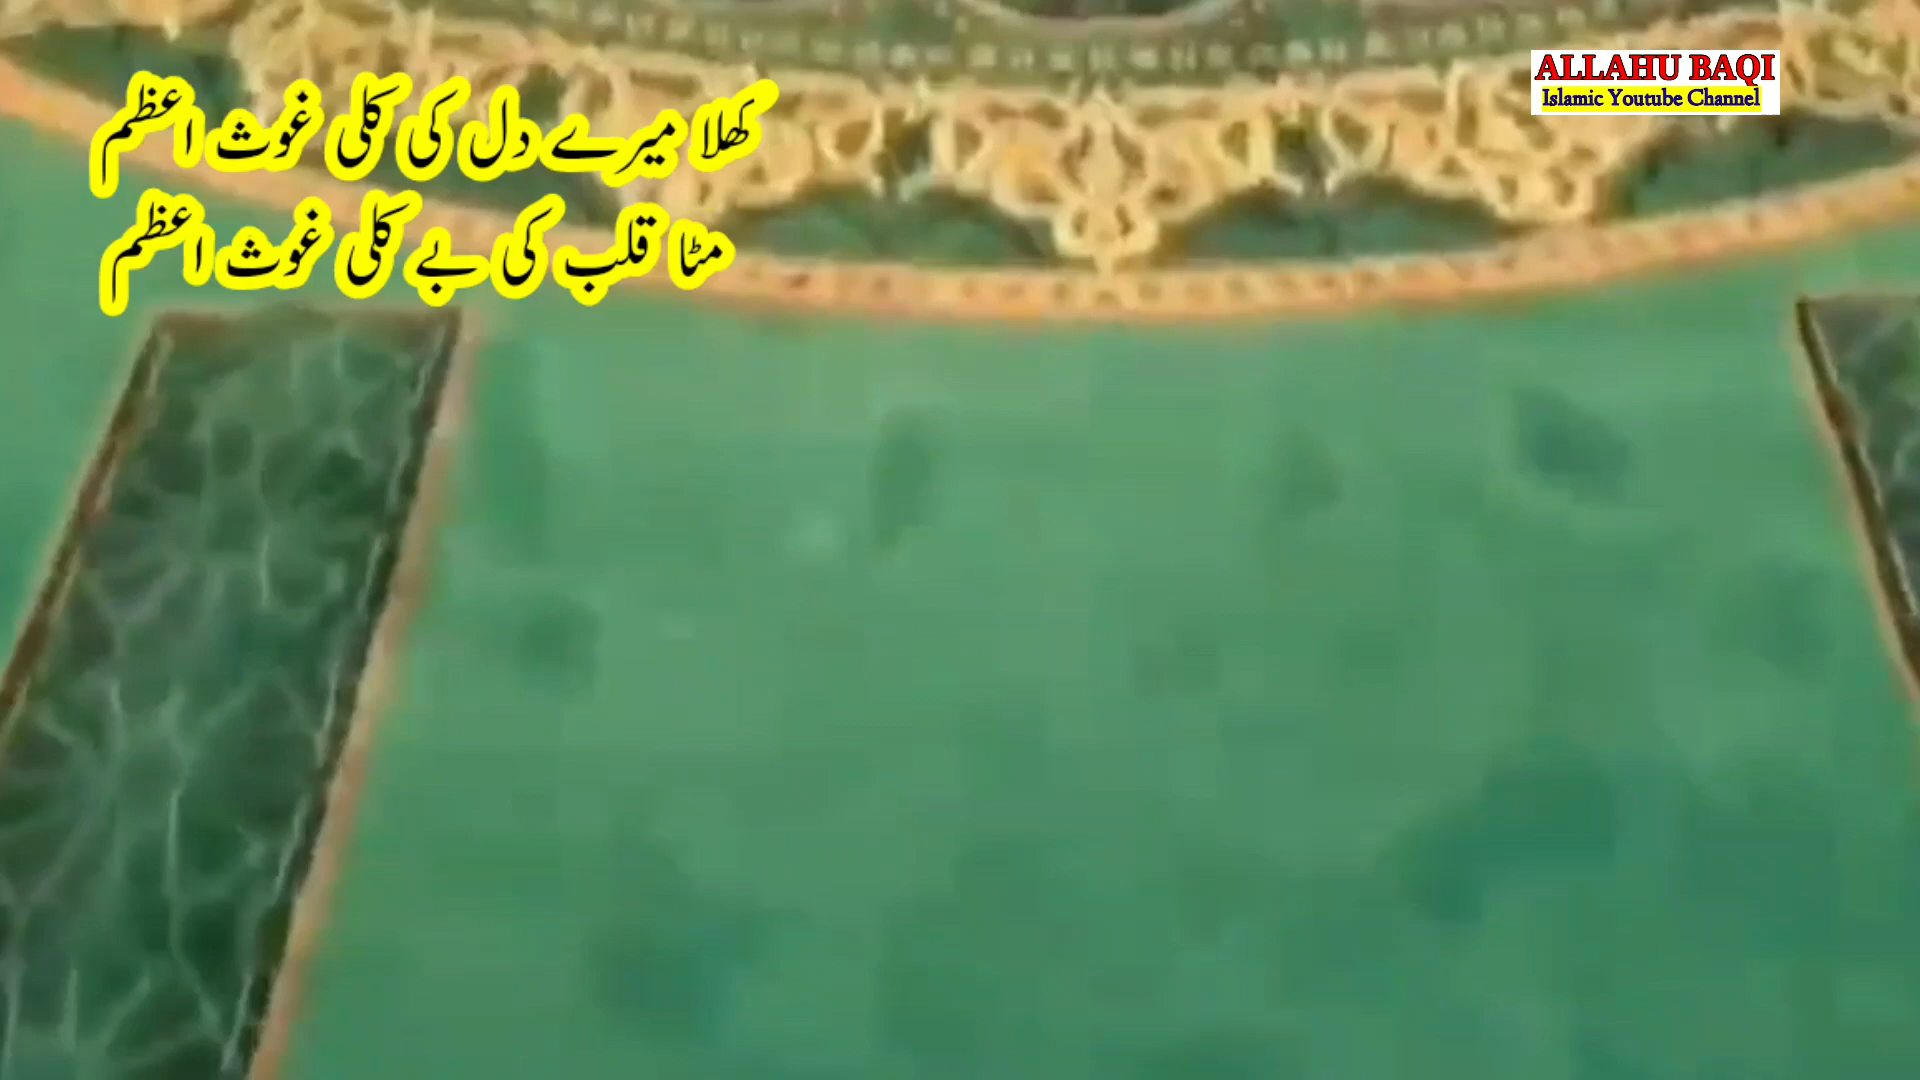 کھلا میرے دل کی کلی غوث اعظم
مٹا قلب کی بے کلی غوث اعظم
ALLAHU BAQI
Islamic Youtube Channel